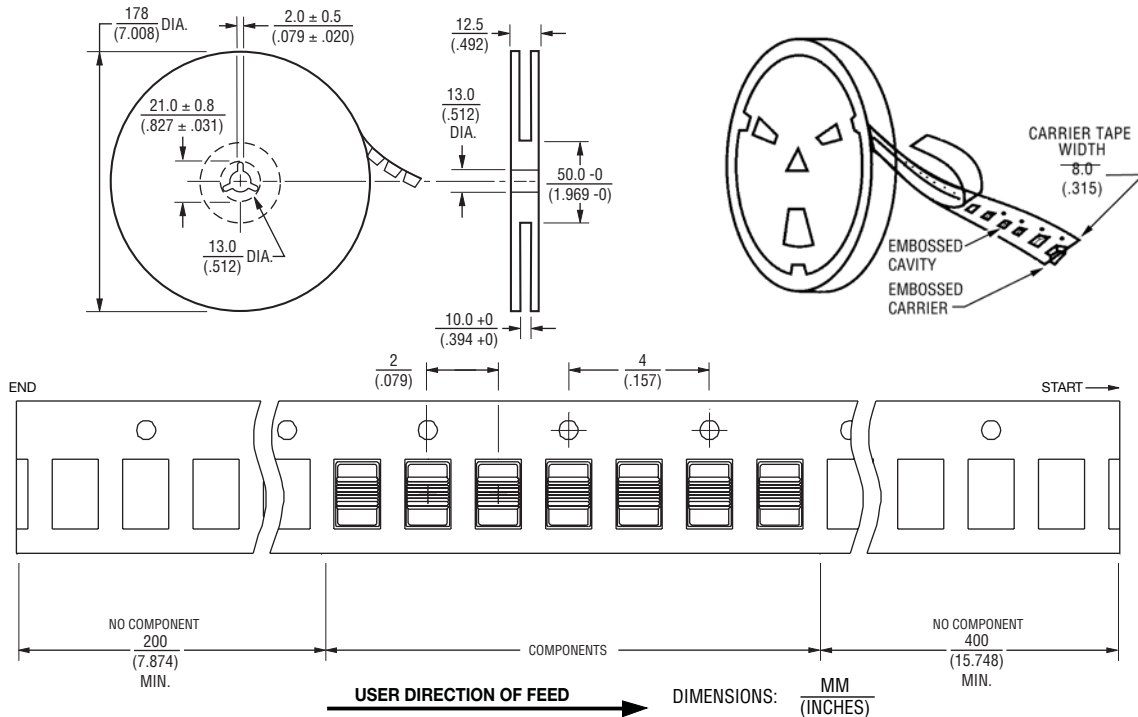 178
(7.008) DIA.
2.0 ± 0.5
(.079 ± .020)
21.0 ± 0.8
(.827 ± .031)
13.0
(.512) DIA.
12.5
(.492)
13.0
(.512)
DIA.
50.0 -0
(1.969 -0)
10.0 +0
(.394 +0)
CARRIER TAPE
WIDTH
8.0
(.315)
EMBOSSED
CAVITY
EMBOSSED
CARRIER
2
(.079)
4
(.157)
END
START
NO COMPONENT
200
(7.874)
MIN.
COMPONENTS
NO COMPONENT
400
(15.748)
MIN.
USER DIRECTION OF FEED
DIMENSIONS: MM
(INCHES)